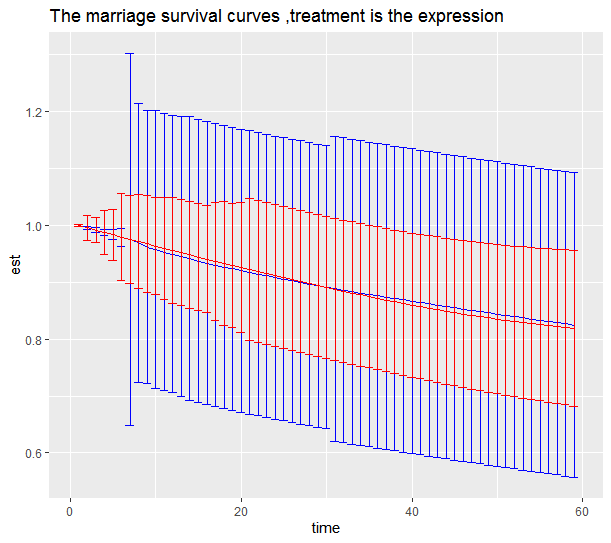 The marriage survival curves ,treatment is the expression
est
1.2
1.0
0.8
0.6
0
20
40
60
time